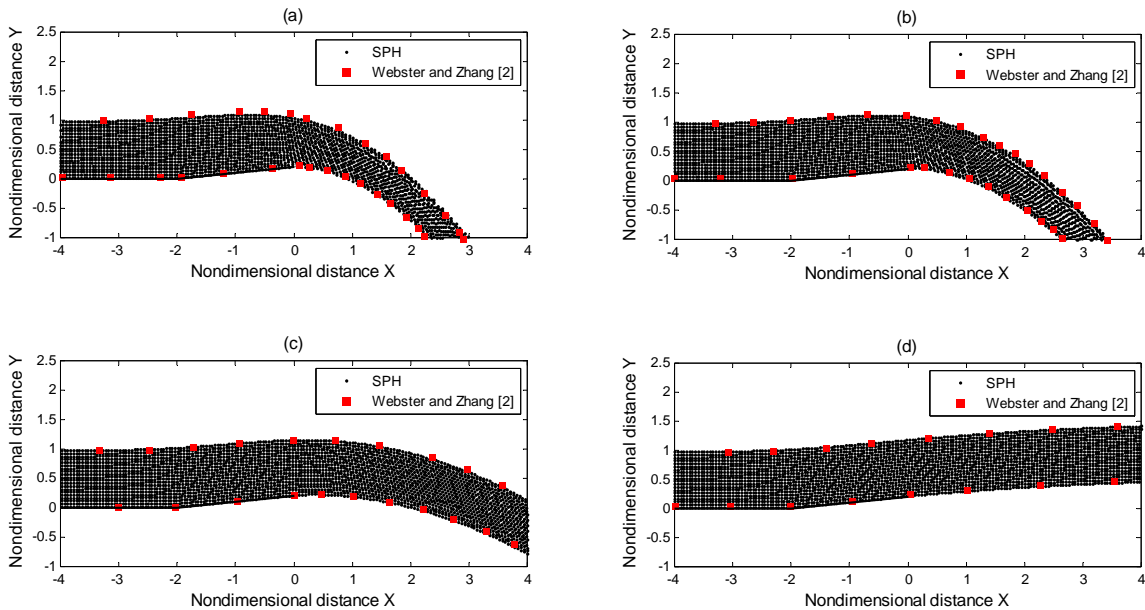 (a)
2.5
2
1.5
1
0.5
0
-0.5
-1
Nondimensional distance Y
SPH
Webster and Zhang [2]
-4 -3 -2 -1 0 1 2 3 4
Nondimensional distance X
(b)
2.5
2
1.5
1
0.5
0
-0.5
-1
Nondimensional distance Y
SPH
Webster and Zhang [2]
-4 -3 -2 -1 0 1 2 3 4
Nondimensional distance X
(c)
2.5
2
1.5
1
0.5
0
-0.5
-1
Nondimensional distance Y
SPH
Webster and Zhang [2]
-4 -3 -2 -1 0 1 2 3 4
Nondimensional distance X
(d)
2.5
2
1.5
1
0.5
0
-0.5
-1
Nondimensional distance Y
SPH
Webster and Zhang [2]
-4 -3 -2 -1 0 1 2 3 4
Nondimensional distance X